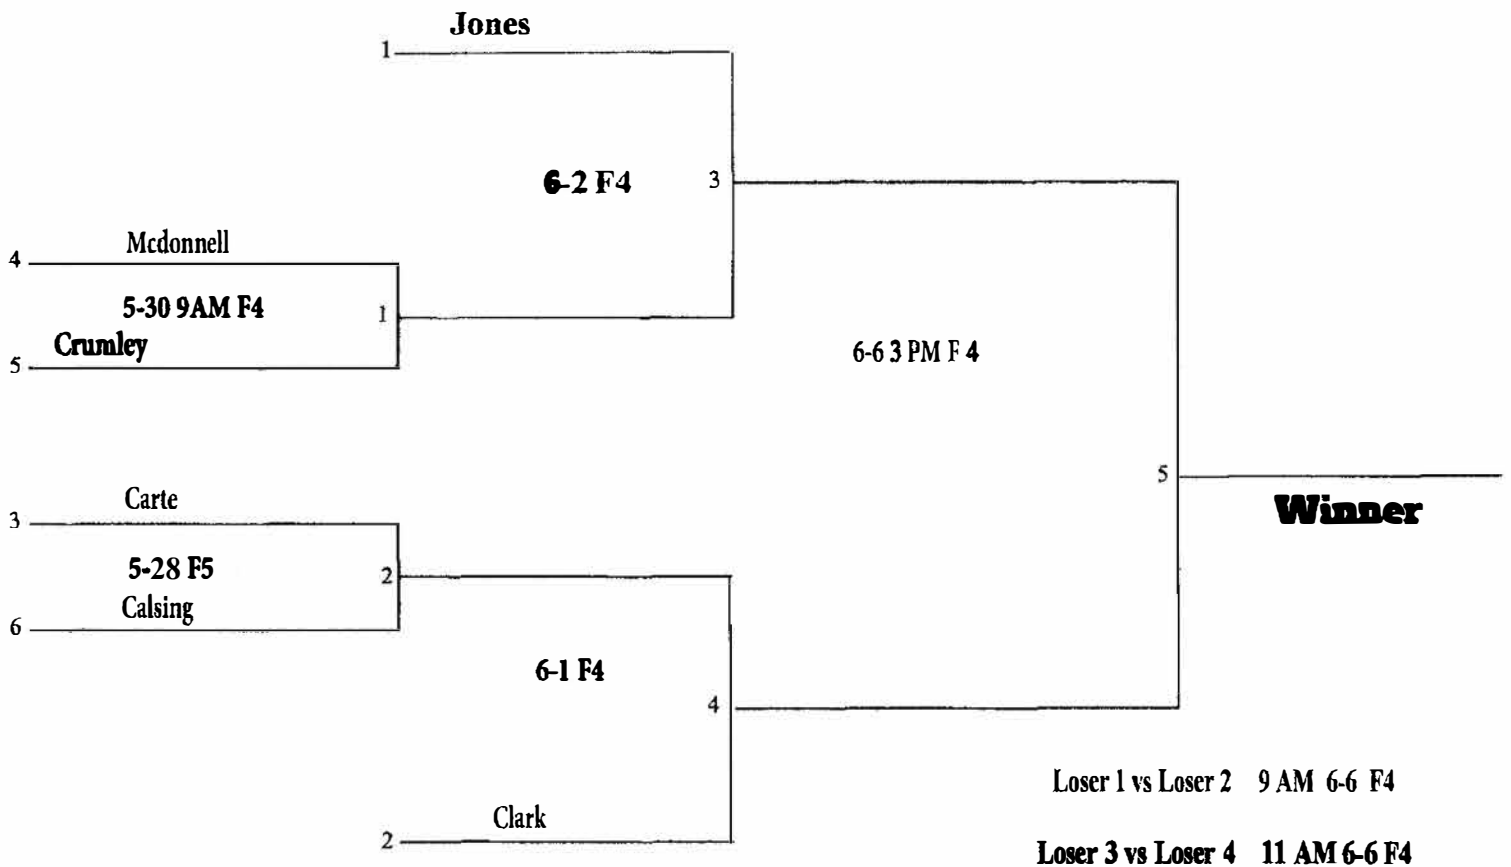 Jones
1
6-2 F4 3
Mcdonnell
4
5-30 9AM F4 1
Crumley
5
6-6 3 PM F 4
Carte
3
5-28 F5 2
Calsing
6
5
Winner
6-1 F4
4
Clark
2
Loser 1 vs Loser 2 9 AM 6-6 F4
Loser 3 vs Loser 4 11 AM 6-6 F4